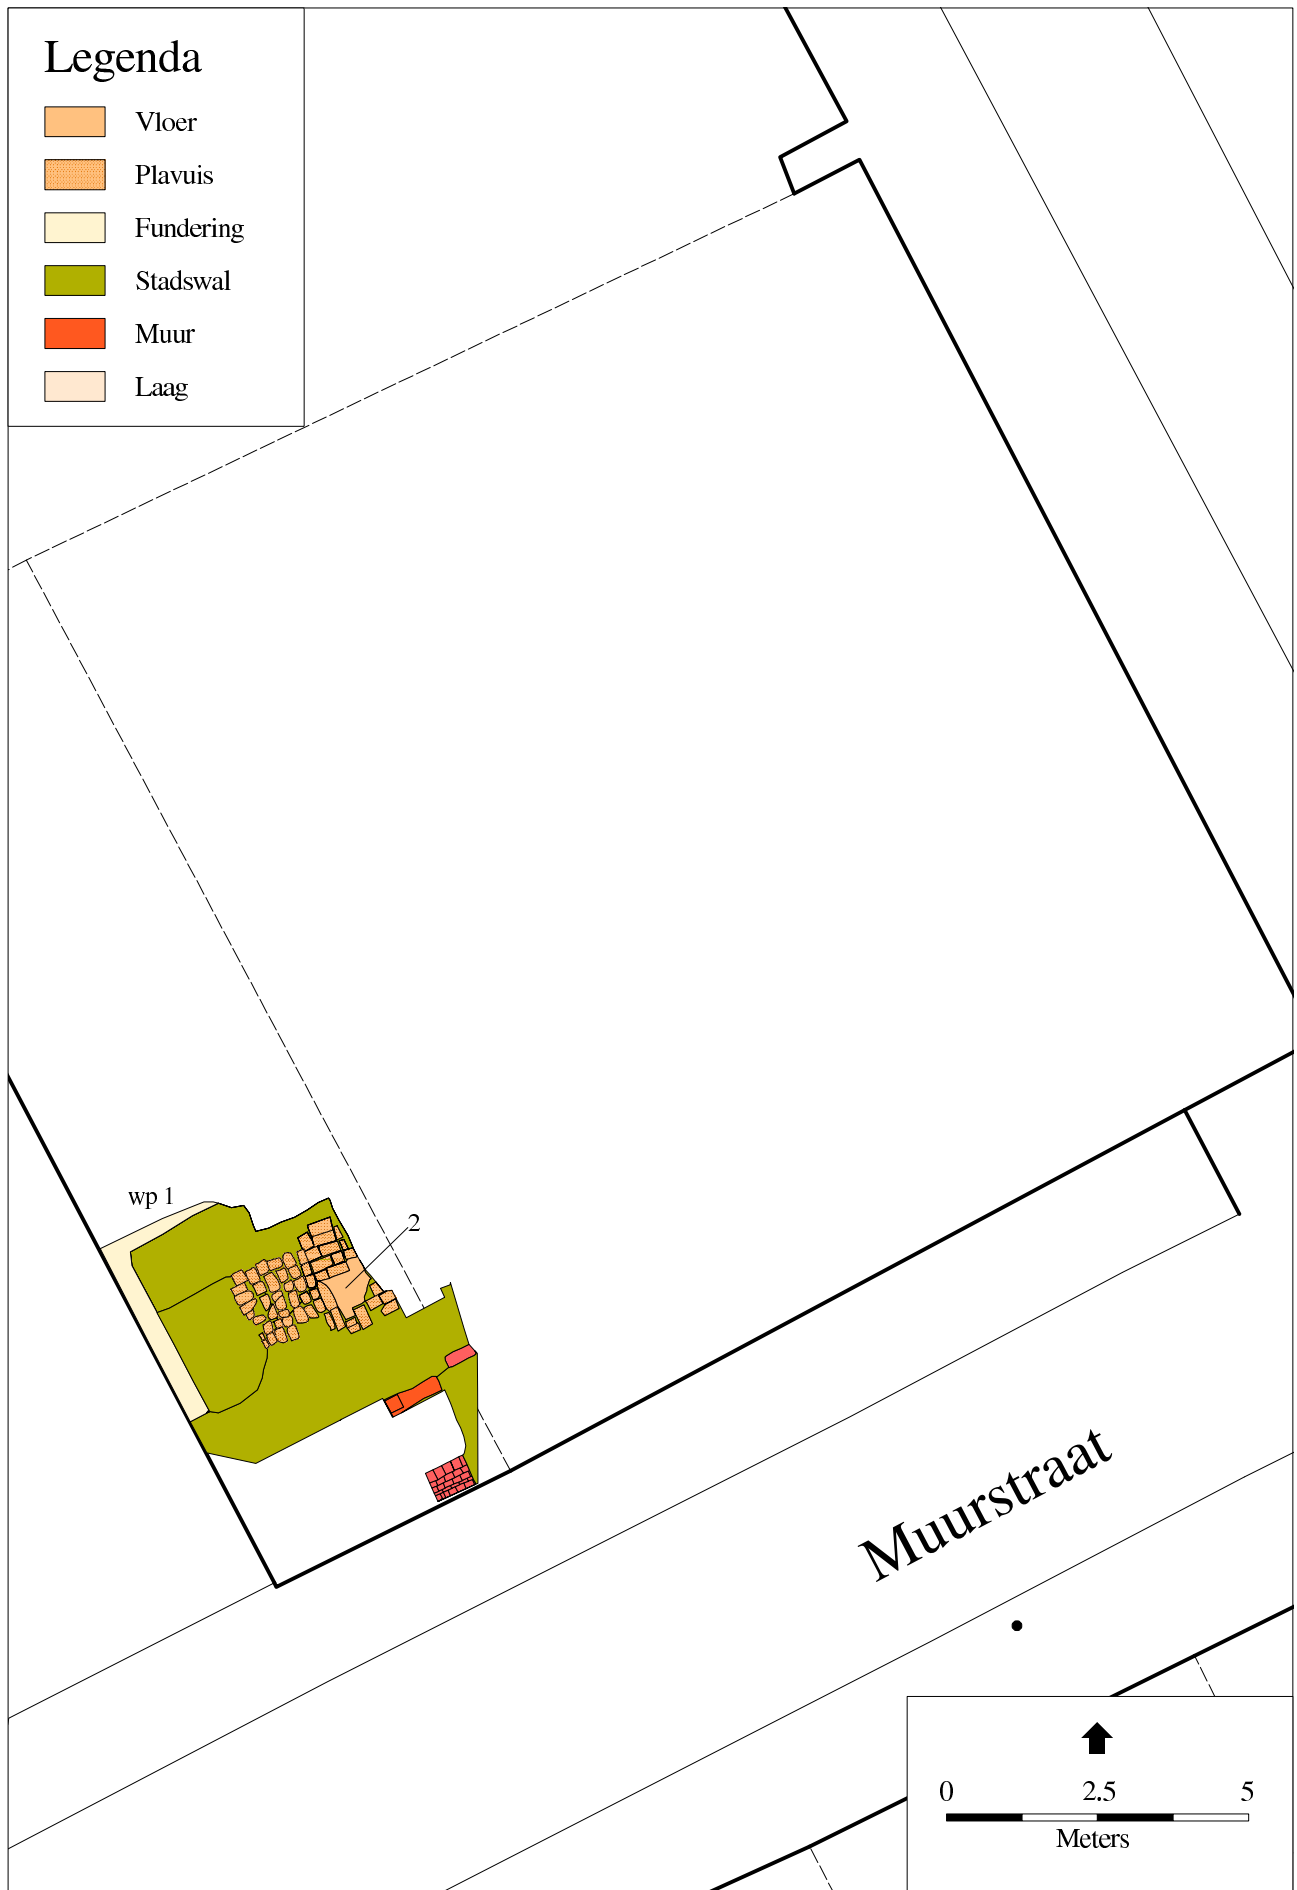 Legenda
Vloer
Plavuis
Fundering
Stadswal
Muur
Laag
wp 1
2
Muurstraat
0 2.5 5
Meters